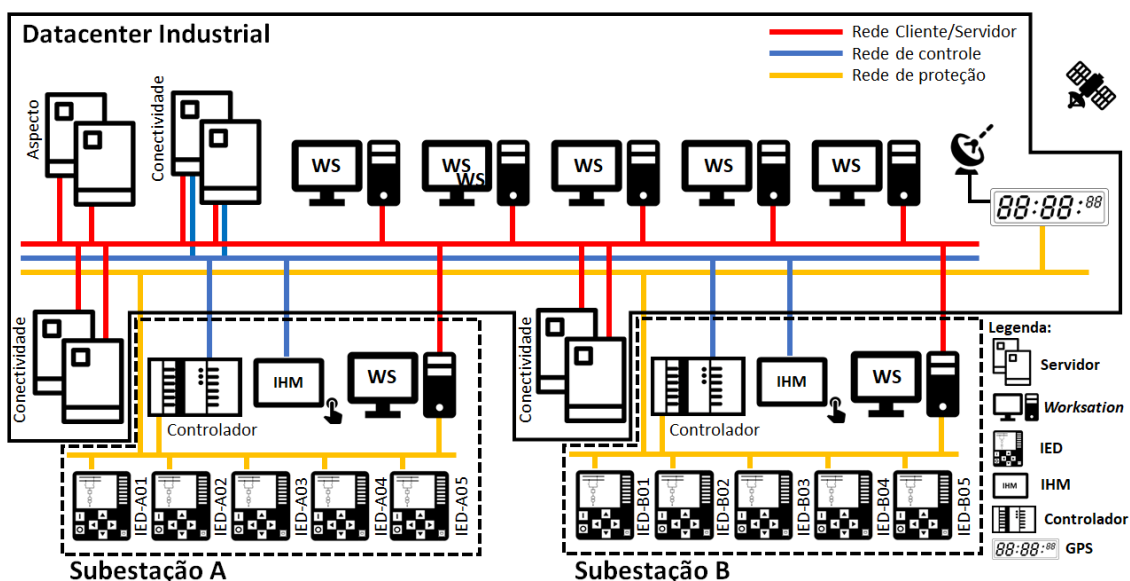 Datacenter Industrial
Rede Cliente/Servidor
Rede de controle
Rede de proteção
Aspecto
Conectividade
WS
WS
WS
WS
WS
WS
88:88:88
Conectividade
Controlador
IHM
WS
Conectividade
Controlador
IHM
WS
IED-A01
IED-A02
IED-A03
IED-A04
IED-A05
IED-B01
IED-B02
IED-B03
IED-B04
IED-B05
Subestação A
Subestação B
Legenda:
Servidor
Worksation
IED
IHM
IHM
Controlador
88:88:88
GPS